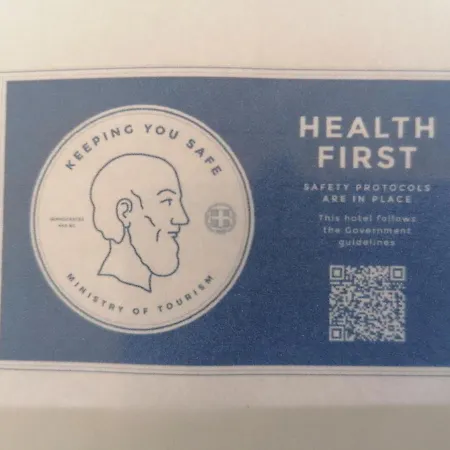 KEEPING YOU SAFE
MINISTRY OF TOURISM
HEALTH
FIRST
SAFETY PROTOCOLS
ARE IN PLACE
This hotel follows
the Government
guidelines